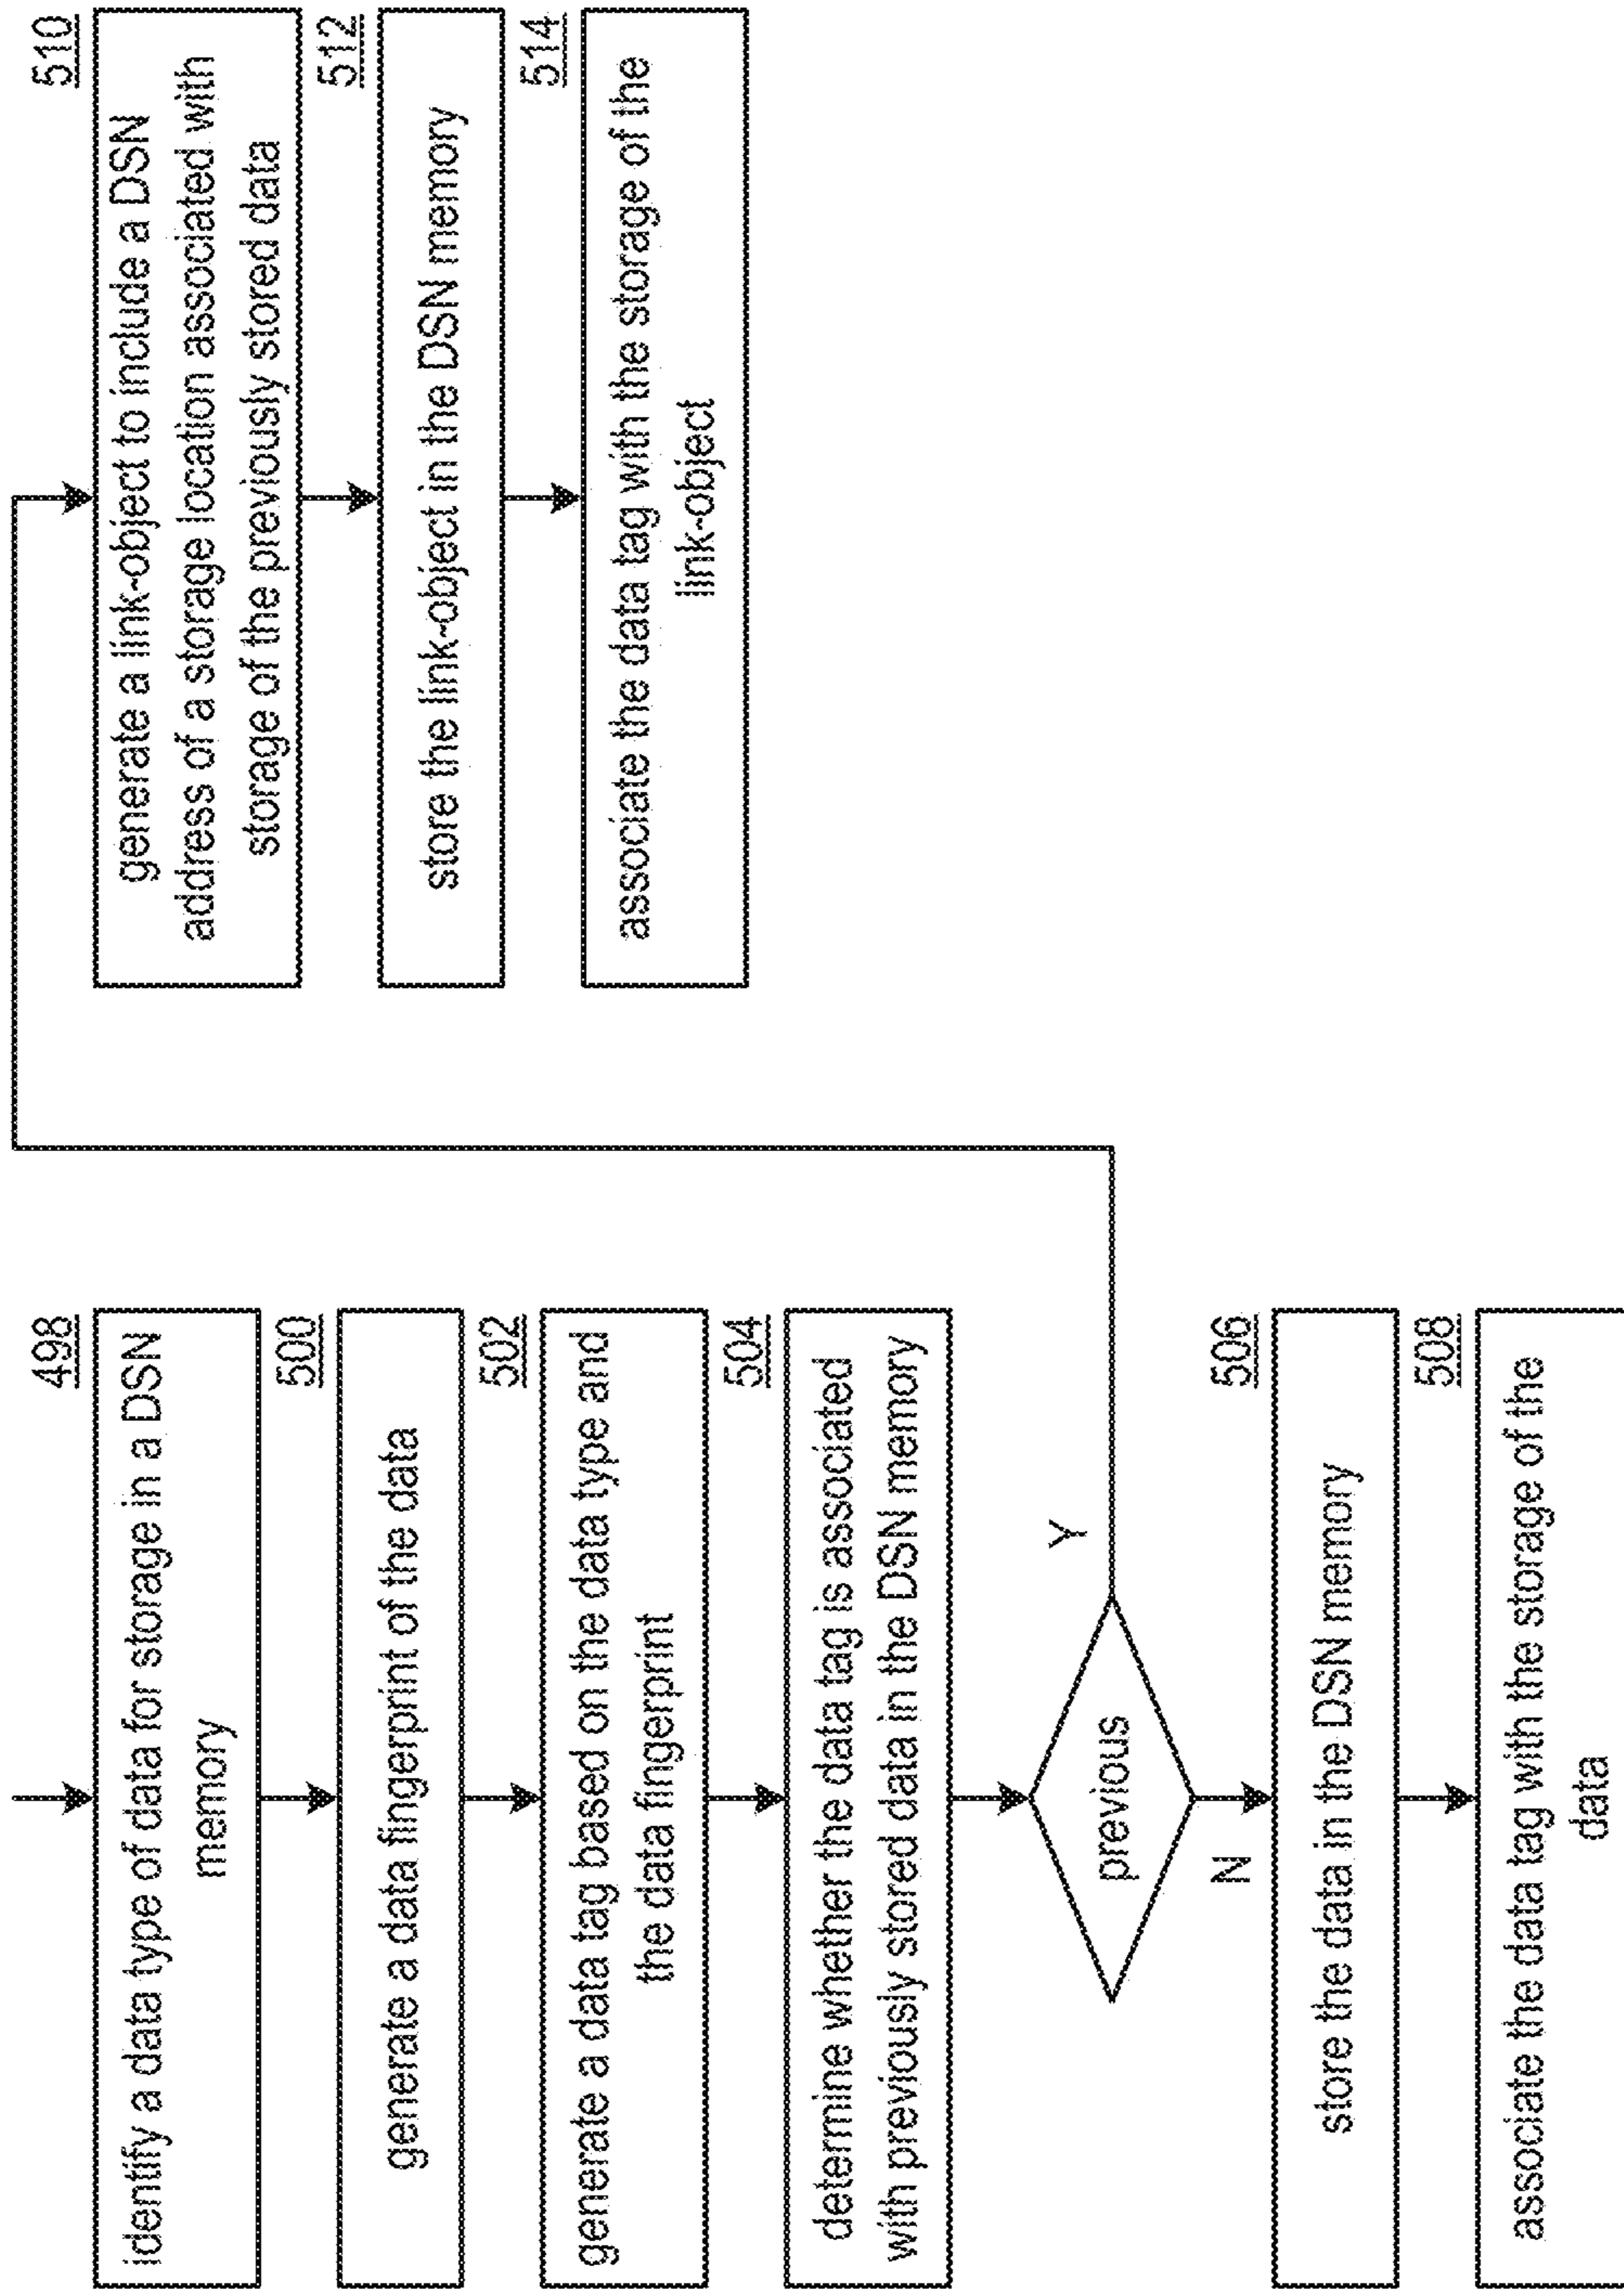 498
identify a data type of data for storage in a DSN
memory
500
generate a data fingerprint of the data
502
generate a data tag based on the data type and
the data fingerprint
504
determine whether the data tag is associated
with previously stored data in the DSN memory
previous
Y
N
506
store the data in the DSN memory
508
associate the data tag with the storage of the
data
510
generate a link-object to include a DSN
address of a storage location associated with
storage of the previously stored data
512
store the link-object in the DSN memory
514
associate the data tag with the storage of the
link-object